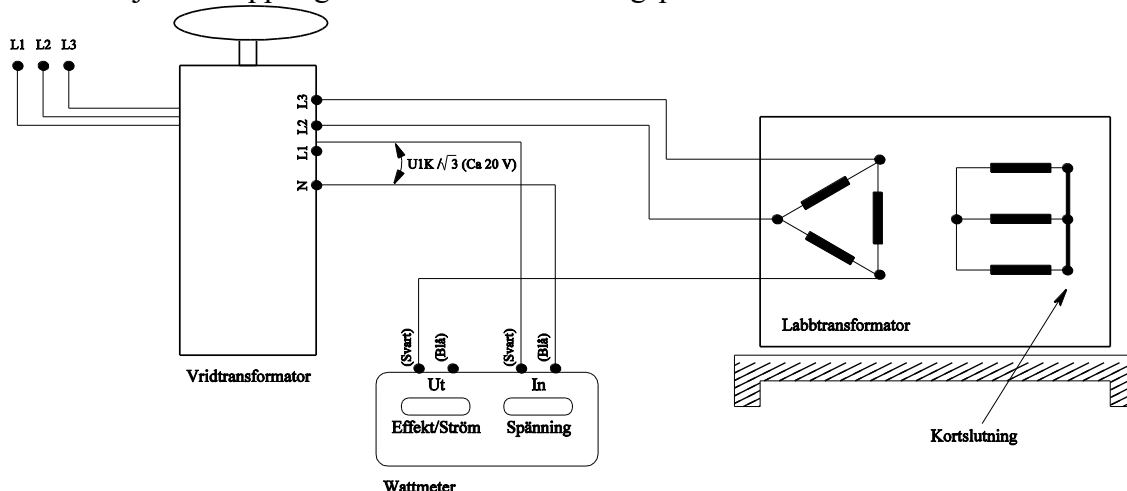 L1 L2 L3
L3
L2
L1
N
U1K /√3 (Ca 20 V)
Vridtransformator
(Svart)
(Blå)
(Svart)
(Blå)
Ut
In
Effekt/Ström
Spänning
Wattmeter
Labbtransformator
Kortslutning